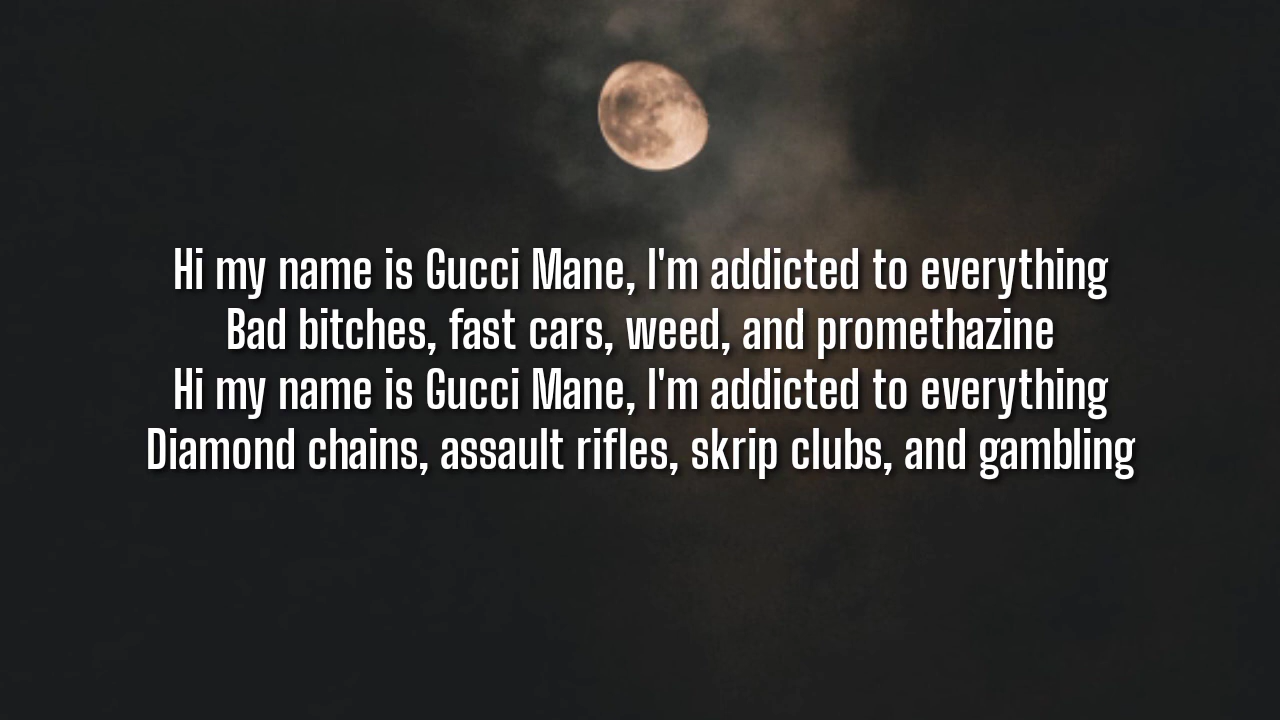 Hi my name is Gucci Mane, I'm addicted to everything
Bad bitches, fast cars, weed, and promethazine
Hi my name is Gucci Mane, I'm addicted to everything
Diamond chains, assault rifles, skrip clubs, and gambling